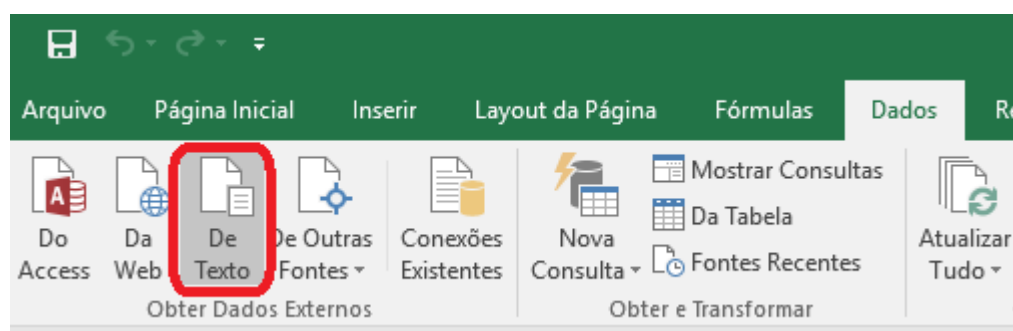 Arquivo Página Inicial Inserir Layout da Página Fórmulas Dados
Do Access
Da Web
De Texto
De Outras Fontes
Conexões Existentes
Obter Dados Externos
Nova Consulta
Mostrar Consultas
Da Tabela
Fontes Recentes
Obter e Transformar
Atualizar Tudo